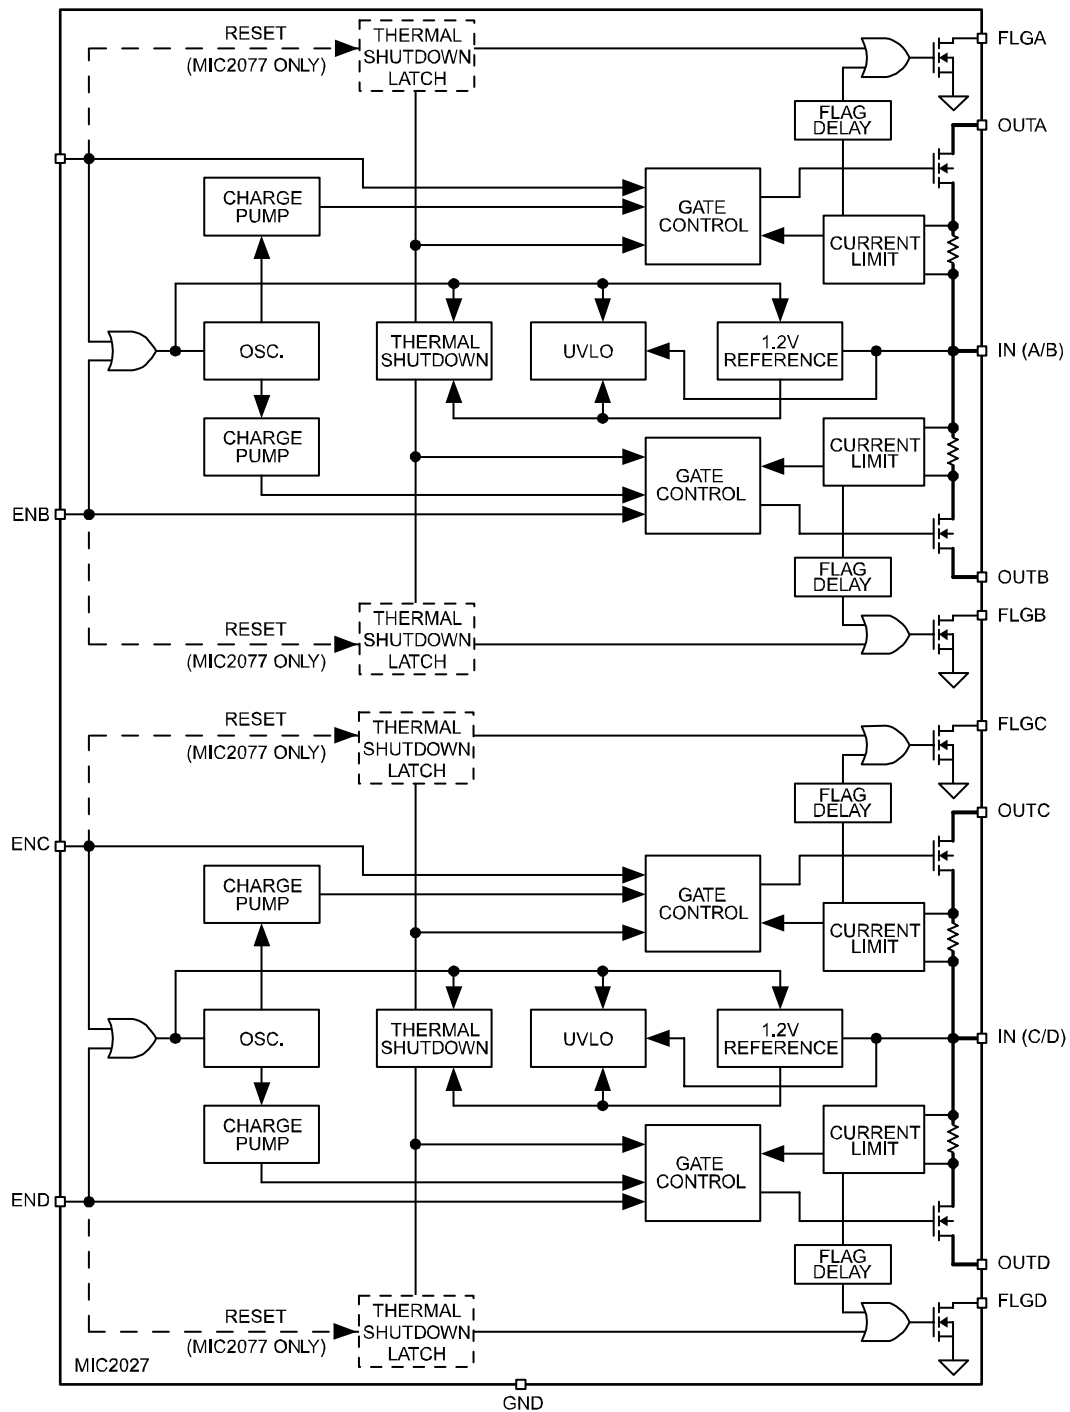 RESET
(MIC2077 ONLY)
THERMAL
SHUTDOWN
LATCH
FLGA
FLAG
DELAY
OUTA
CHARGE
PUMP
GATE
CONTROL
CURRENT
LIMIT
OSC.
THERMAL
SHUTDOWN
UVLO
1.2V
REFERENCE
IN (A/B)
CHARGE
PUMP
GATE
CONTROL
CURRENT
LIMIT
ENB
FLAG
DELAY
OUTB
RESET
(MIC2077 ONLY)
THERMAL
SHUTDOWN
LATCH
FLGB
RESET
(MIC2077 ONLY)
THERMAL
SHUTDOWN
LATCH
FLGC
FLAG
DELAY
OUTC
ENC
CHARGE
PUMP
GATE
CONTROL
CURRENT
LIMIT
OSC.
THERMAL
SHUTDOWN
UVLO
1.2V
REFERENCE
IN (C/D)
CHARGE
PUMP
GATE
CONTROL
CURRENT
LIMIT
END
FLAG
DELAY
OUTD
RESET
(MIC2077 ONLY)
THERMAL
SHUTDOWN
LATCH
FLGD
MIC2027
GND